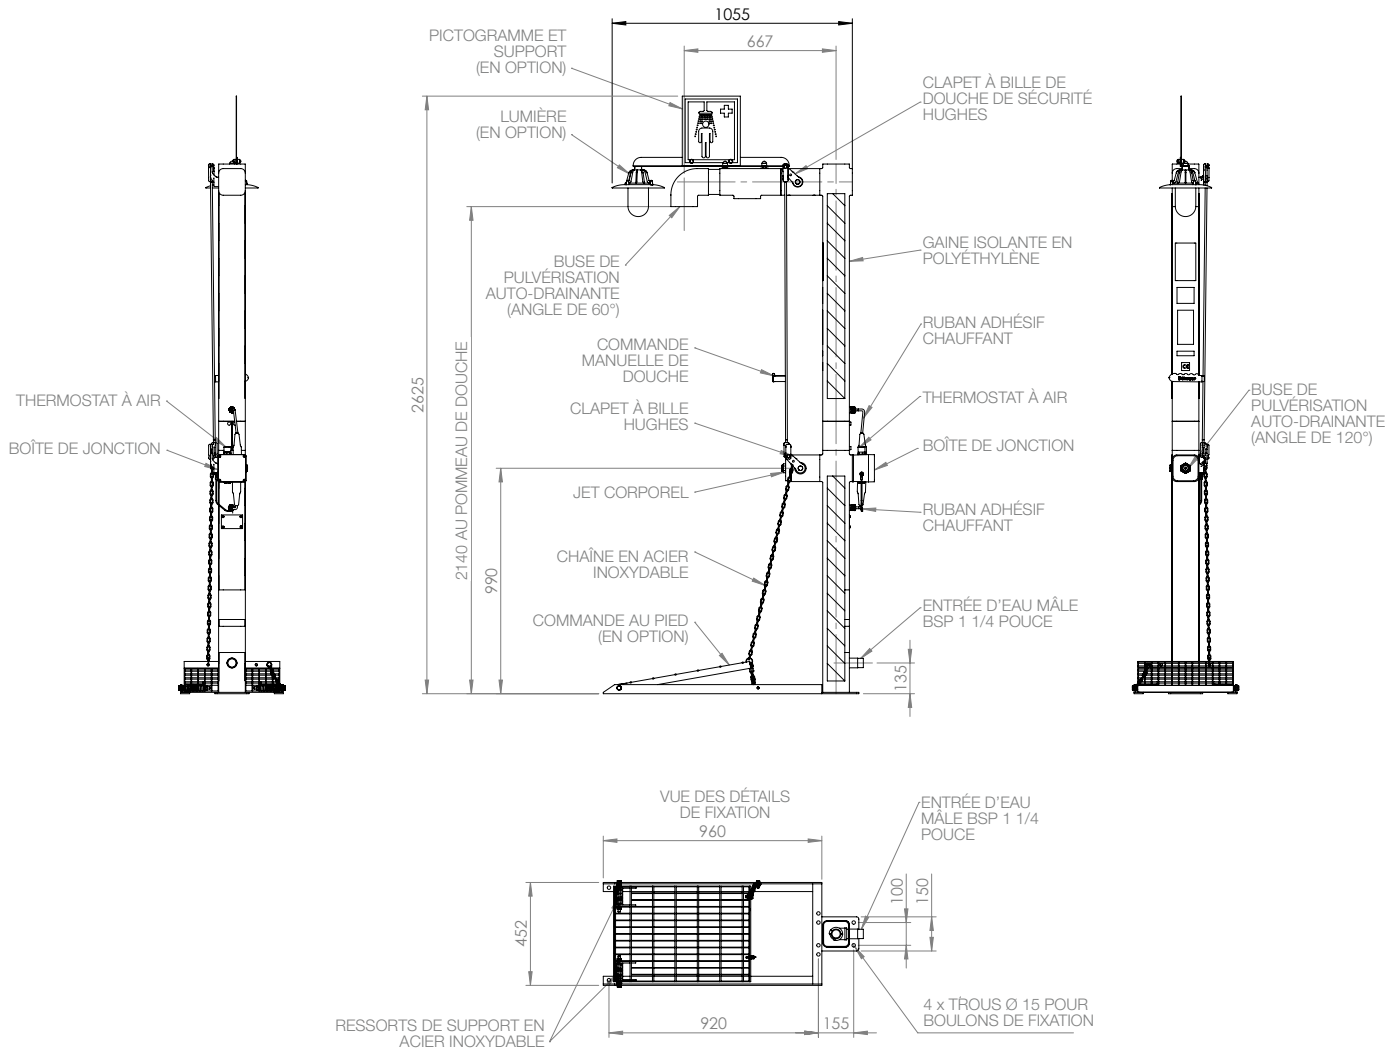 1055
667
PICTOGRAMME ET
SUPPORT
(EN OPTION)
CLAPET À BILLE DE
DOUCHE DE SÉCURITÉ
HUGHES
LUMIÈRE
(EN OPTION)
GAINE ISOLANTE EN
POLYÉTHYLÈNE
BUSE DE
PULVÉRISATION
AUTO-DRAINANTE
(ANGLE DE 60°)
RUBAN ADHÉSIF
CHAUFFANT
COMMANDE
MANUELLE DE
DOUCHE
2625
2140 AU POMMEAU DE DOUCHE
990
THERMOSTAT À AIR
BOÎTE DE JONCTION
CLAPET À BILLE
HUGHES
THERMOSTAT À AIR
BOÎTE DE JONCTION
BUSE DE
PULVÉRISATION
AUTO-DRAINANTE
(ANGLE DE 120°)
JET CORPOREL
RUBAN ADHÉSIF
CHAUFFANT
CHAÎNE EN ACIER
INOXYDABLE
COMMANDE AU PIED
(EN OPTION)
ENTRÉE D'EAU MÂLE
BSP 1 1/4 POUCE
135
VUE DES DÉTAILS
DE FIXATION
960
ENTRÉE D'EAU
MÂLE BSP 1 1/4
POUCE
100
150
452
920
155
4 x TROUS Ø 15 POUR
BOULONS DE FIXATION
RESSORTS DE SUPPORT EN
ACIER INOXYDABLE